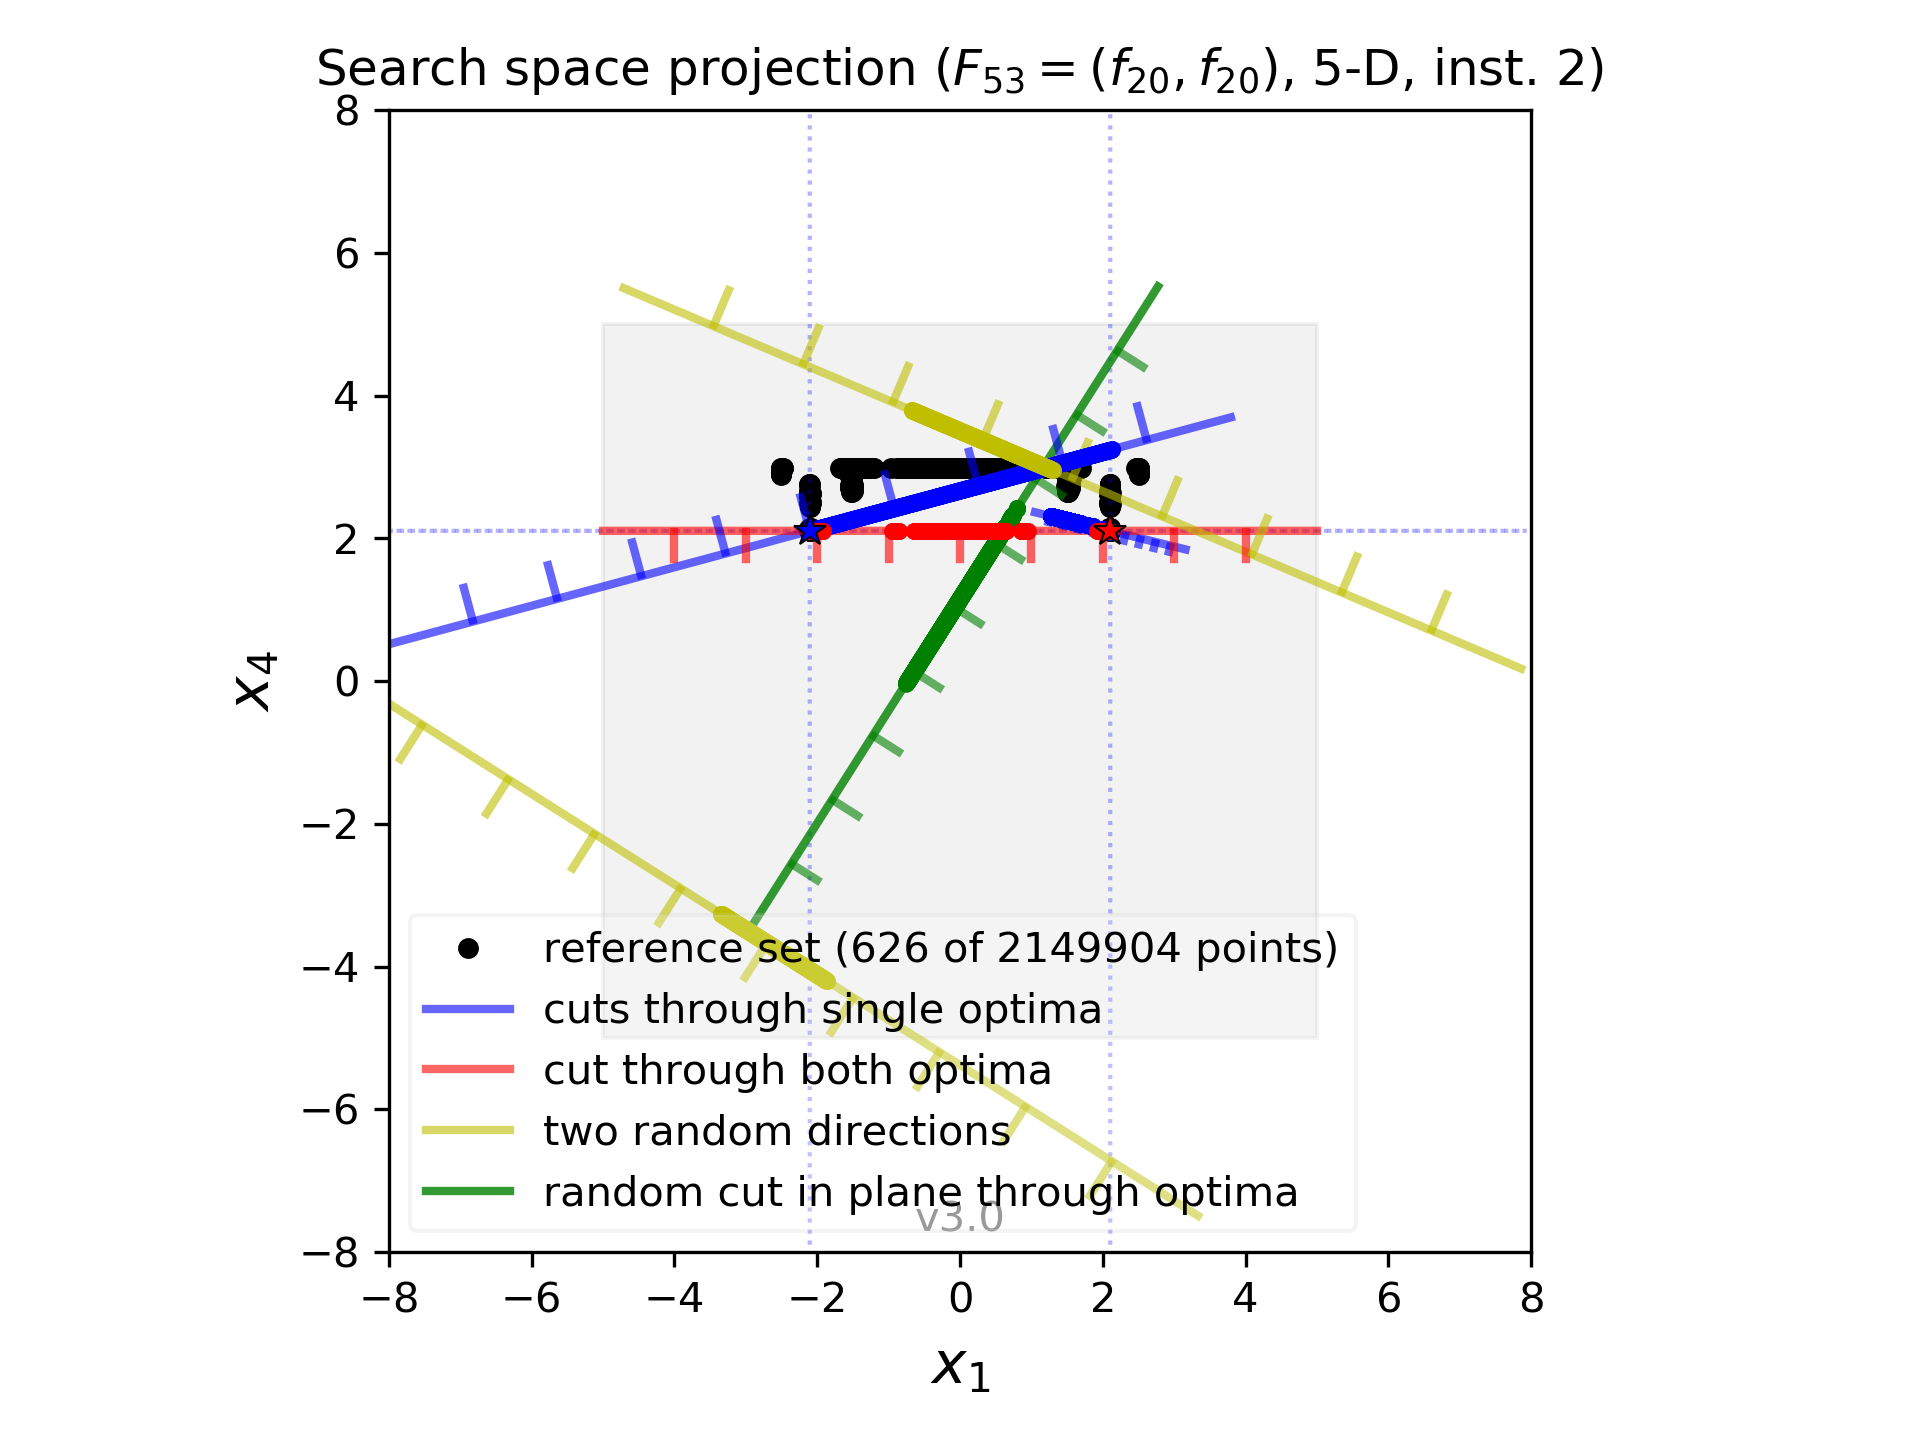 Search space projection (F₅₃ = (f₂₀, f₂₀), 5-D, inst. 2)
8
6
4
2
0
−2
−4
−6
−8
x₄
reference set (626 of 2149904 points)
cuts through single optima
cut through both optima
two random directions
random cut in plane through optima
v3.0
−8 −6 −4 −2 0 2 4 6 8
x₁